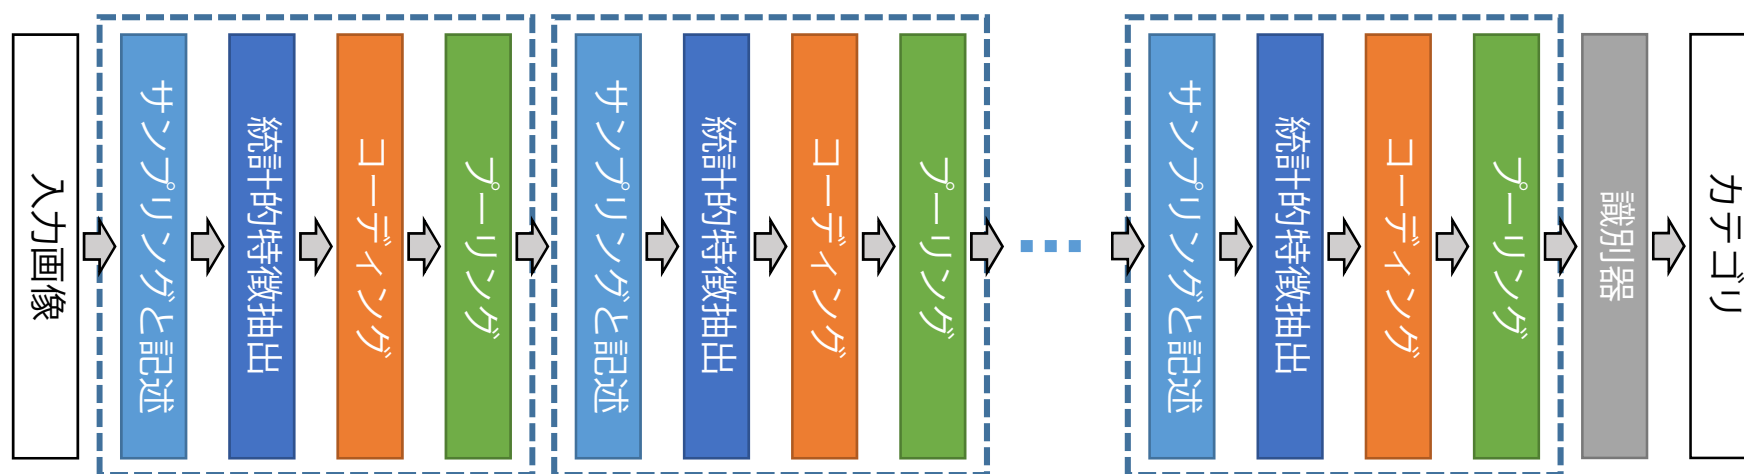 入力画像
サンプリングと記述
統計的特徴抽出
コーディング
プーリング
サンプリングと記述
統計的特徴抽出
コーディング
プーリング
サンプリングと記述
統計的特徴抽出
コーディング
プーリング
識別器
カテゴリ